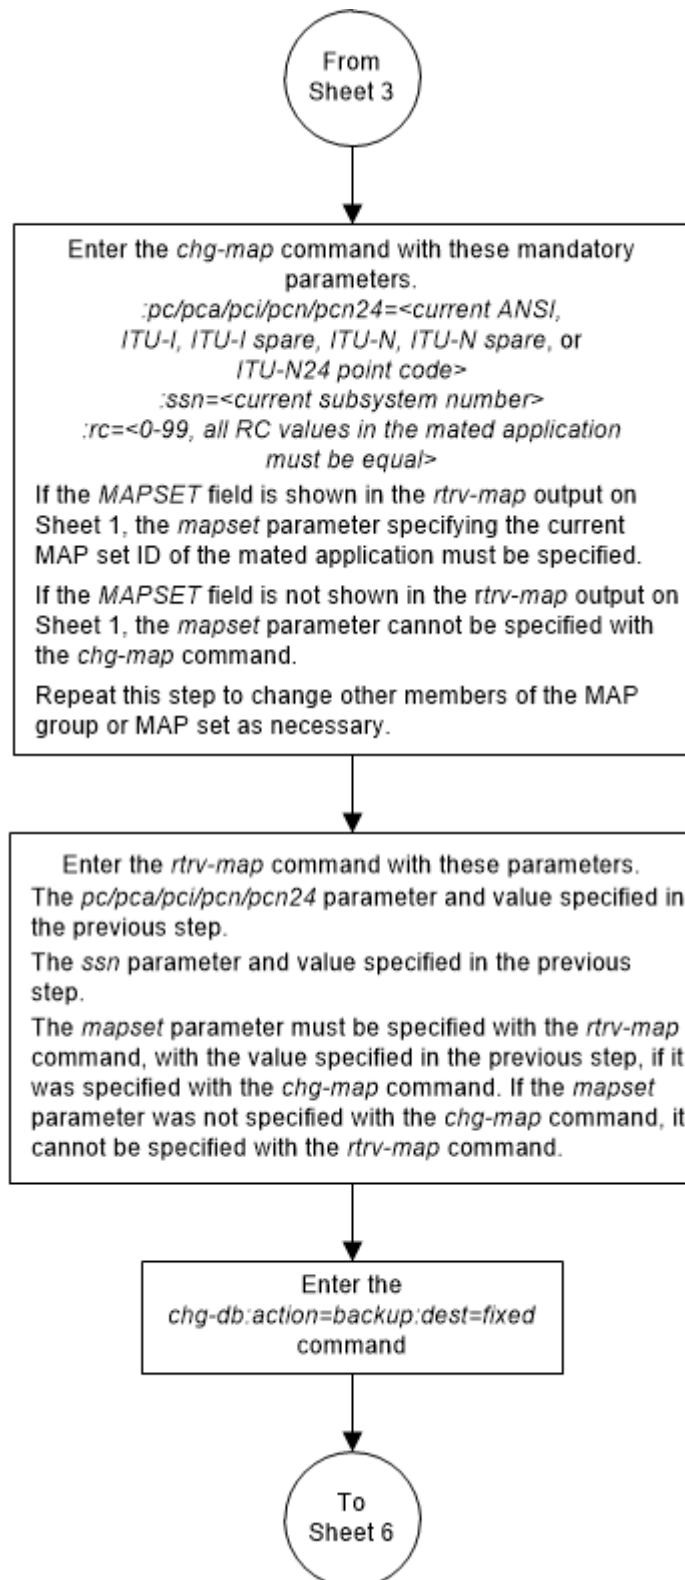 From
Sheet 3
Enter the chg-map command with these mandatory
parameters.
:pc/pca/pci/pcn/pcn24=<current ANSI,
ITU-I, ITU-I spare, ITU-N, ITU-N spare, or
ITU-N24 point code>
:ssn=<current subsystem number>
:rc=<0-99, all RC values in the mated application
must be equal>
If the MAPSET field is shown in the rtrv-map output on
Sheet 1, the mapset parameter specifying the current
MAP set ID of the mated application must be specified.
If the MAPSET field is not shown in the rtrv-map output on
Sheet 1, the mapset parameter cannot be specified with
the chg-map command.
Repeat this step to change other members of the MAP
group or MAP set as necessary.
Enter the rtrv-map command with these parameters.
The pc/pca/pci/pcn/pcn24 parameter and value specified in
the previous step.
The ssn parameter and value specified in the previous
step.
The mapset parameter must be specified with the rtrv-map
command, with the value specified in the previous step, if it
was specified with the chg-map command. If the mapset
parameter was not specified with the chg-map command, it
cannot be specified with the rtrv-map command.
Enter the
chg-db:action=backup:dest=fixed
command
To
Sheet 6